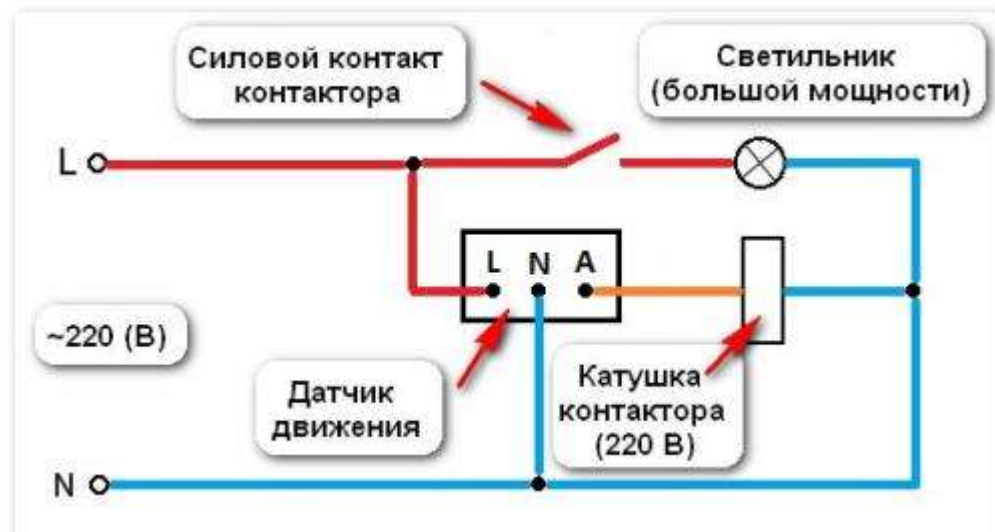 Силовой контакт
контактора
Светильник
(большой мощности)
L
L N A
~220 (В)
Датчик
движения
Катушка
контактора
(220 В)
N